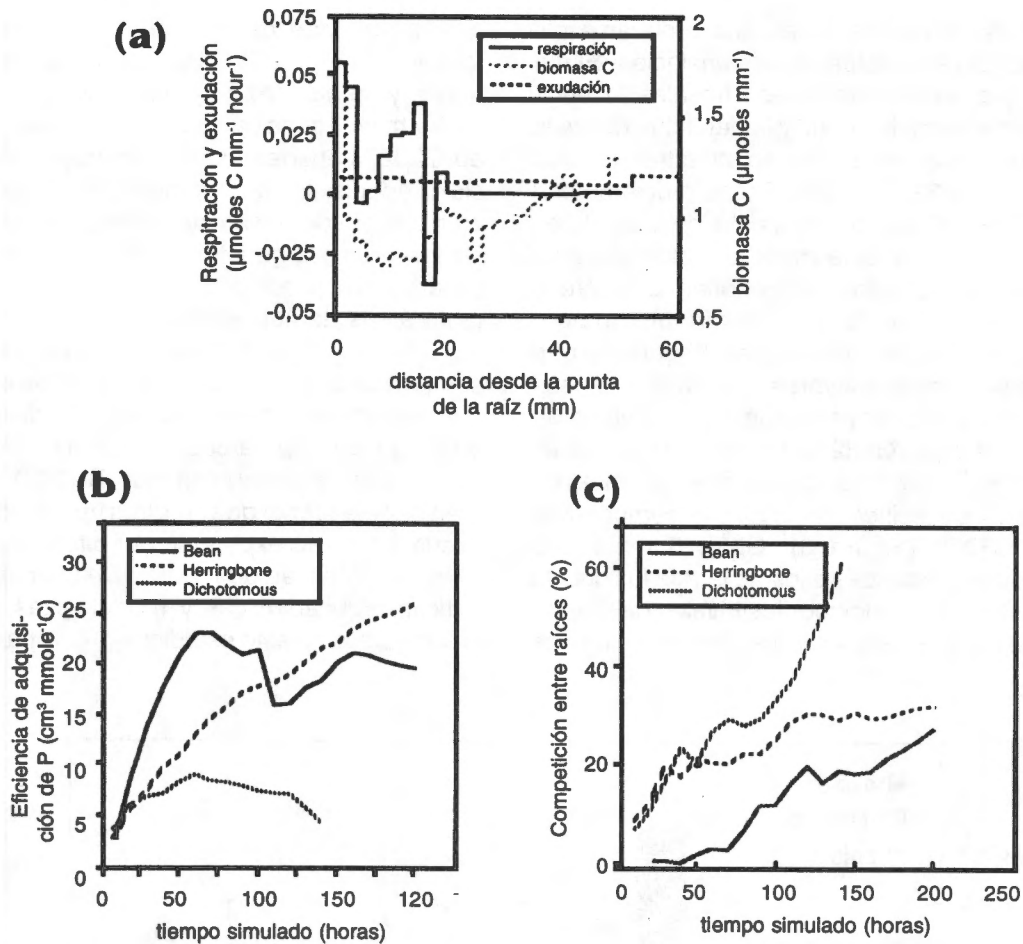 (a)
Respitración y exudación
(µmoles C mm⁻¹ hour⁻¹)
0,075
0,05
0,025
0
-0,025
-0,05
respiración
biomasa C
exudación
2
1,5
1
0,5
biomasa C (µmoles mm⁻¹)
0 20 40 60
distancia desde la punta
de la raíz (mm)
(b)
Eficiencia de adquisi-
ción de P (cm³ mmole⁻¹C)
30
25
20
15
10
5
0
Bean
Herringbone
Dichotomous
0 50 100 150 120
tiempo simulado (horas)
(c)
Competición entre raíces (%)
60
40
20
0
Bean
Herringbone
Dichotomous
0 50 100 150 200 250
tiempo simulado (horas)